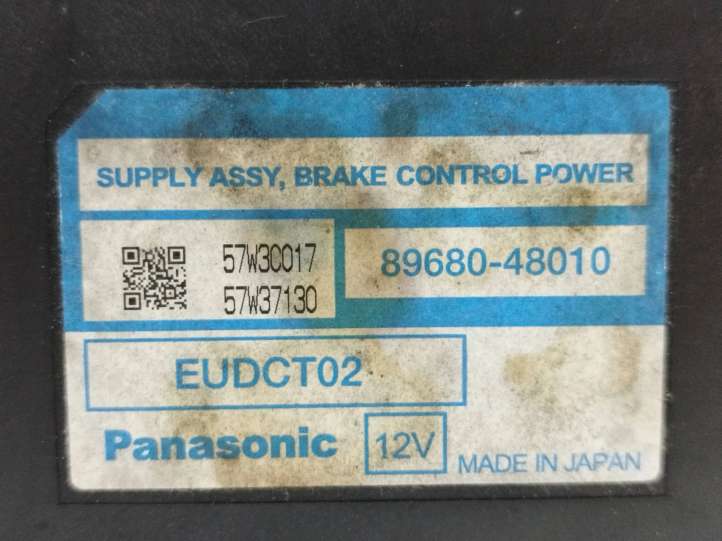 SUPPLY ASSY, BRAKE CONTROL POWER
57W30017
57W37130
89680-48010
EUDCT02
Panasonic 12V MADE IN JAPAN